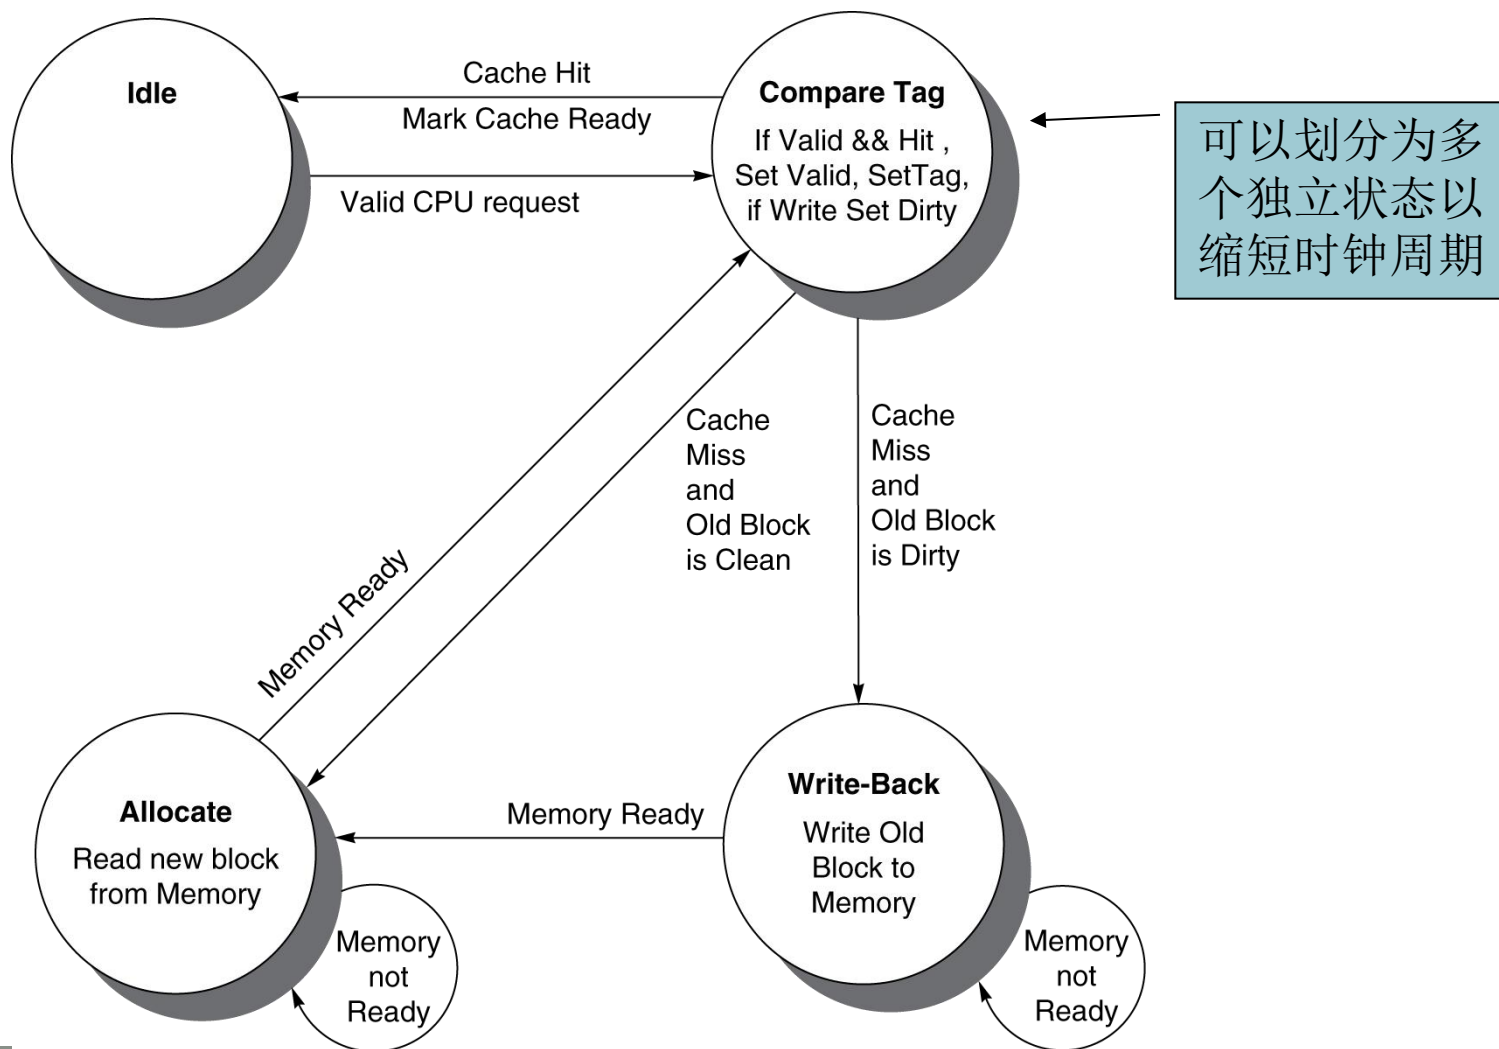 Idle
Cache Hit
Mark Cache Ready
Valid CPU request
Compare Tag
If Valid && Hit ,
Set Valid, SetTag,
if Write Set Dirty
可以划分为多
个独立状态以
缩短时钟周期
Cache
Miss
and
Old Block
is Clean
Cache
Miss
and
Old Block
is Dirty
Memory Ready
Allocate
Read new block
from Memory
Memory Ready
Write-Back
Write Old
Block to
Memory
Memory
not
Ready
Memory
not
Ready